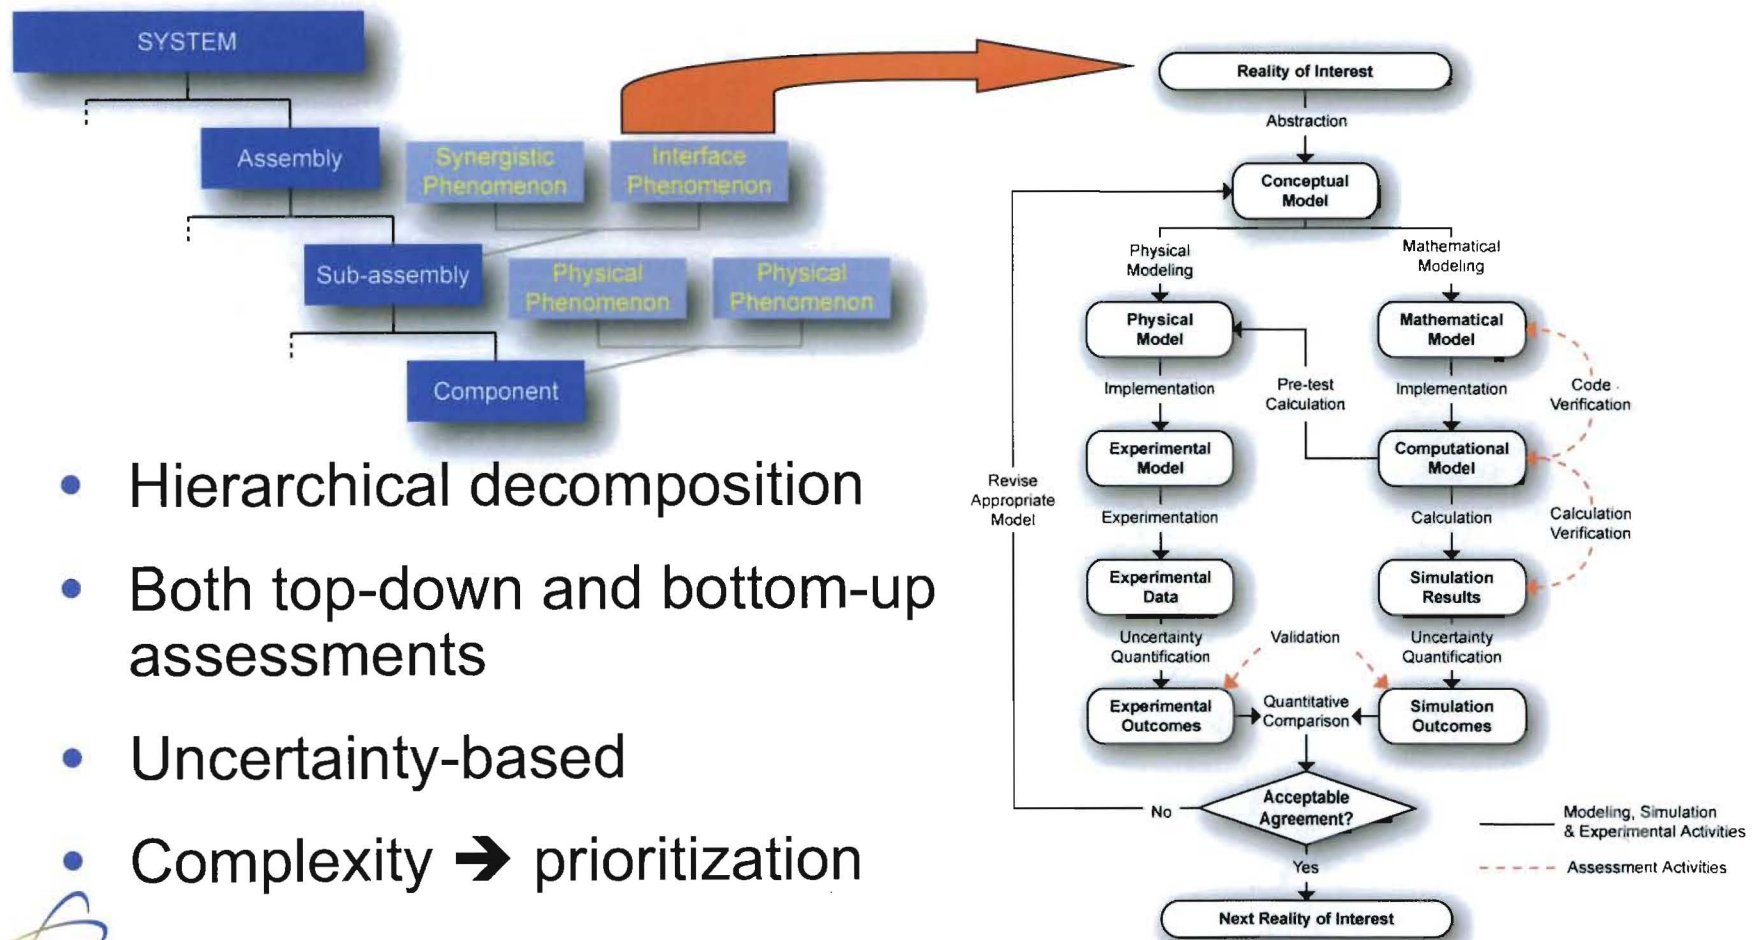 SYSTEM
Assembly
Synergistic
Phenomenon
Interface
Phenomenon
Sub-assembly
Physical
Phenomenon
Physical
Phenomenon
Component
• Hierarchical decomposition
• Both top-down and bottom-up
assessments
• Uncertainty-based
• Complexity ➔ prioritization
Reality of Interest
Abstraction
Conceptual
Model
Physical
Modeling
Mathematical
Modeling
Physical
Model
Mathematical
Model
Implementation
Pre-test
Calculation
Implementation
Code
Verification
Experimental
Model
Computational
Model
Revise
Appropriate
Model
Experimentation
Calculation
Calculation
Verification
Experimental
Data
Simulation
Results
Uncertainty
Quantification
Validation
Uncertainty
Quantification
Experimental
Outcomes
Quantitative
Comparison
Simulation
Outcomes
Acceptable
Agreement?
No
Yes
Next Reality of Interest
Modeling, Simulation
& Experimental Activities
Assessment Activities